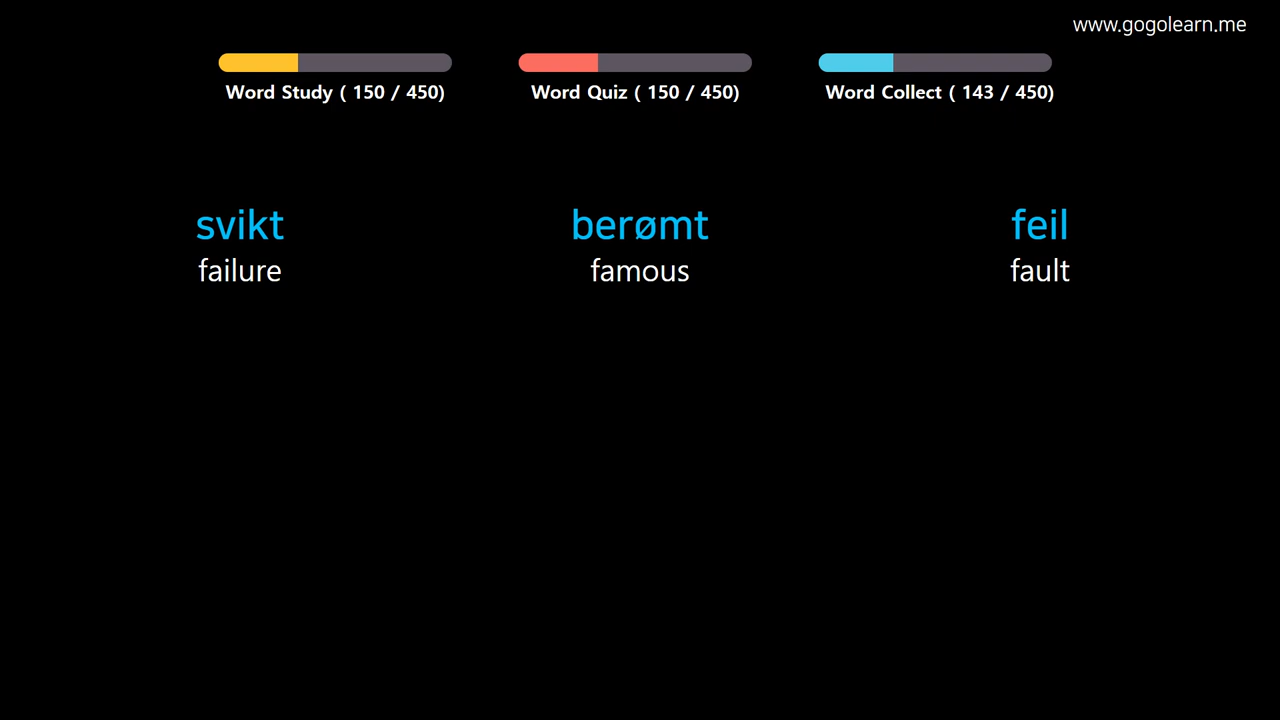 www.gogolearn.me
Word Study ( 150 / 450)
Word Quiz ( 150 / 450)
Word Collect ( 143 / 450)
svikt
failure
berømt
famous
feil
fault